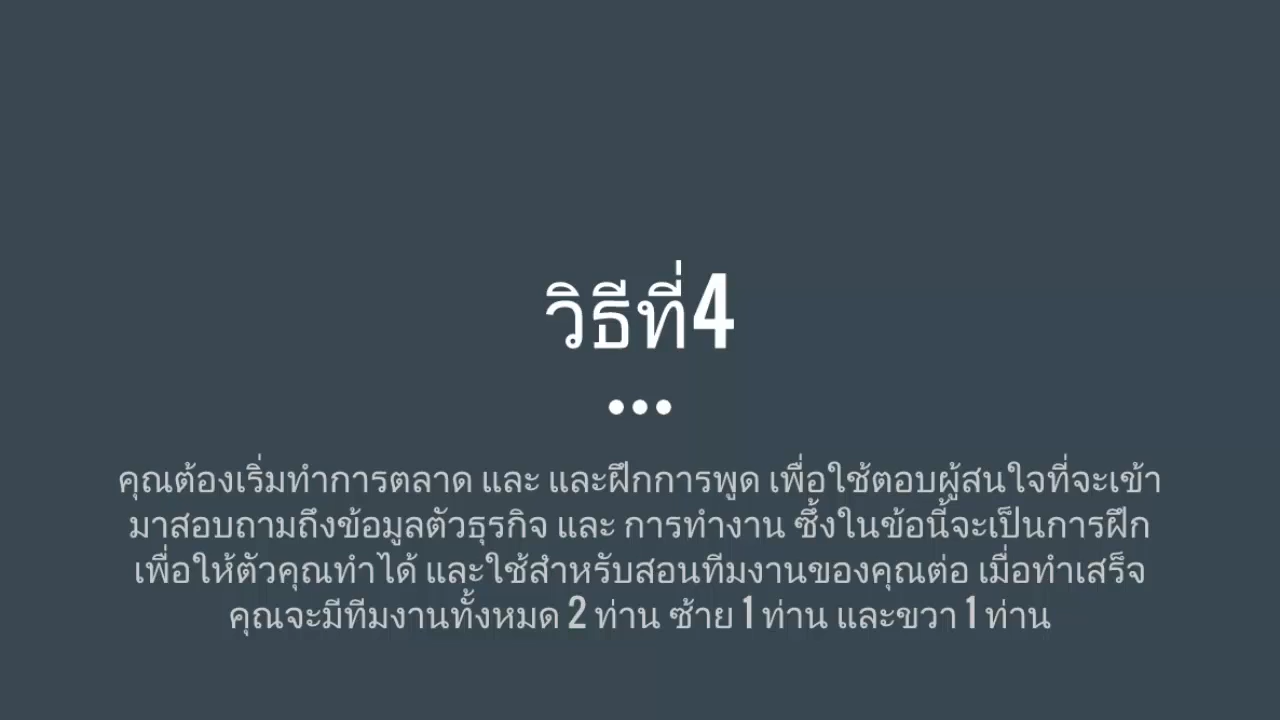 วิธีที่4
คุณต้องเริ่มทำการตลาด และ และฝึกการพูด เพื่อใช้ตอบผู้สนใจที่จะเข้า
มาสอบถามถึงข้อมูลตัวธุรกิจ และ การทำงาน ซึ้งในข้อนี้จะเป็นการฝึก
เพื่อให้ตัวคุณทำได้ และใช้สำหรับสอนทีมงานของคุณต่อ เมื่อทำเสร็จ
คุณจะมีทีมงานทั้งหมด 2 ท่าน ซ้าย 1 ท่าน และขวา 1 ท่าน